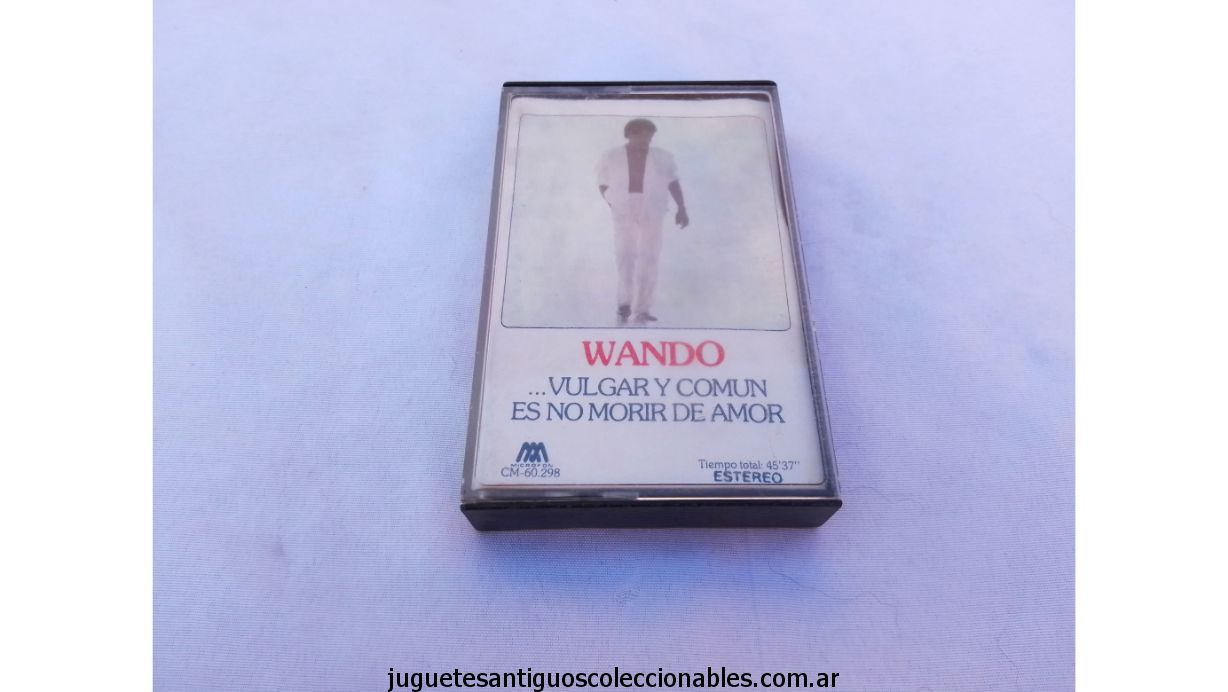 WANDO
...VULGAR Y COMUN
ES NO MORIR DE AMOR
MICROFON
CM-60.298
Tiempo total: 45'37"
ESTEREO
juguetesantiguoscoleccionables.com.ar